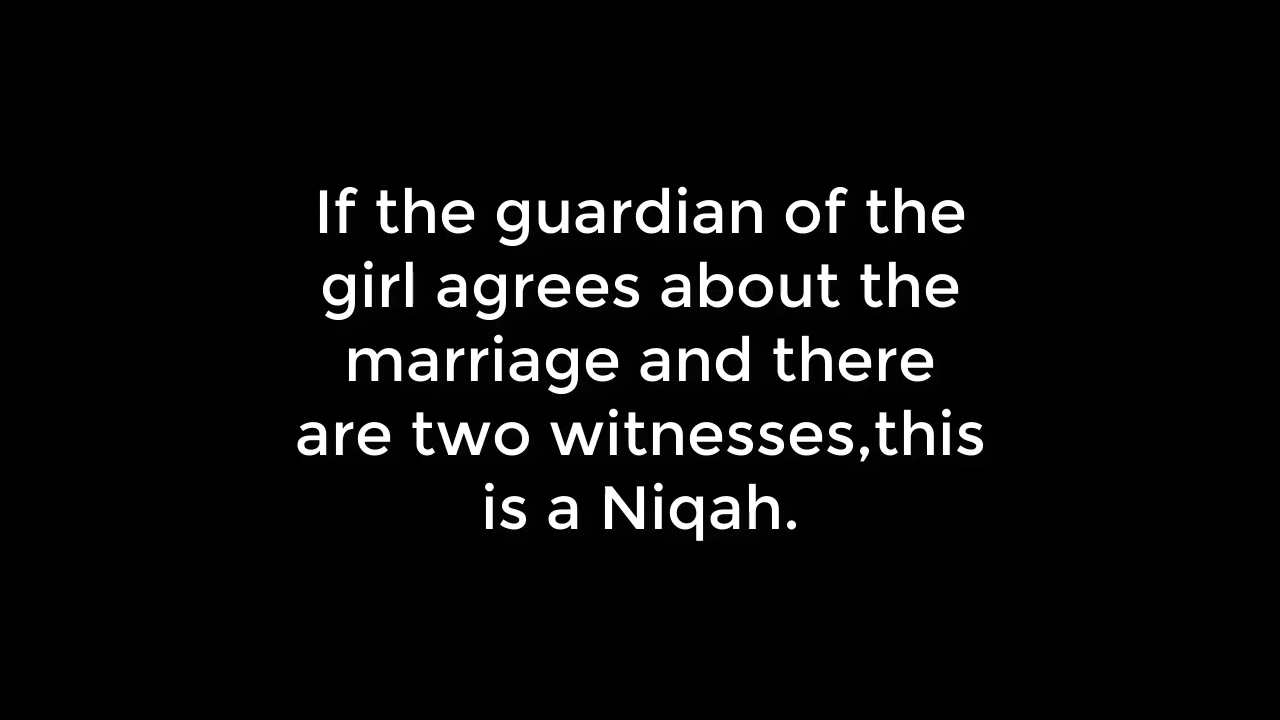 If the guardian of the
girl agrees about the
marriage and there
are two witnesses,this
is a Niqah.